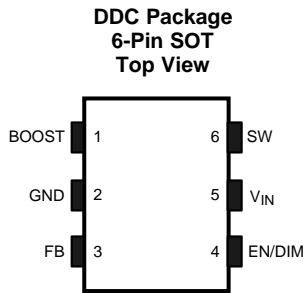 DDC Package
6-Pin SOT
Top View
BOOST 1 6 SW
GND 2 5 VIN
FB 3 4 EN/DIM